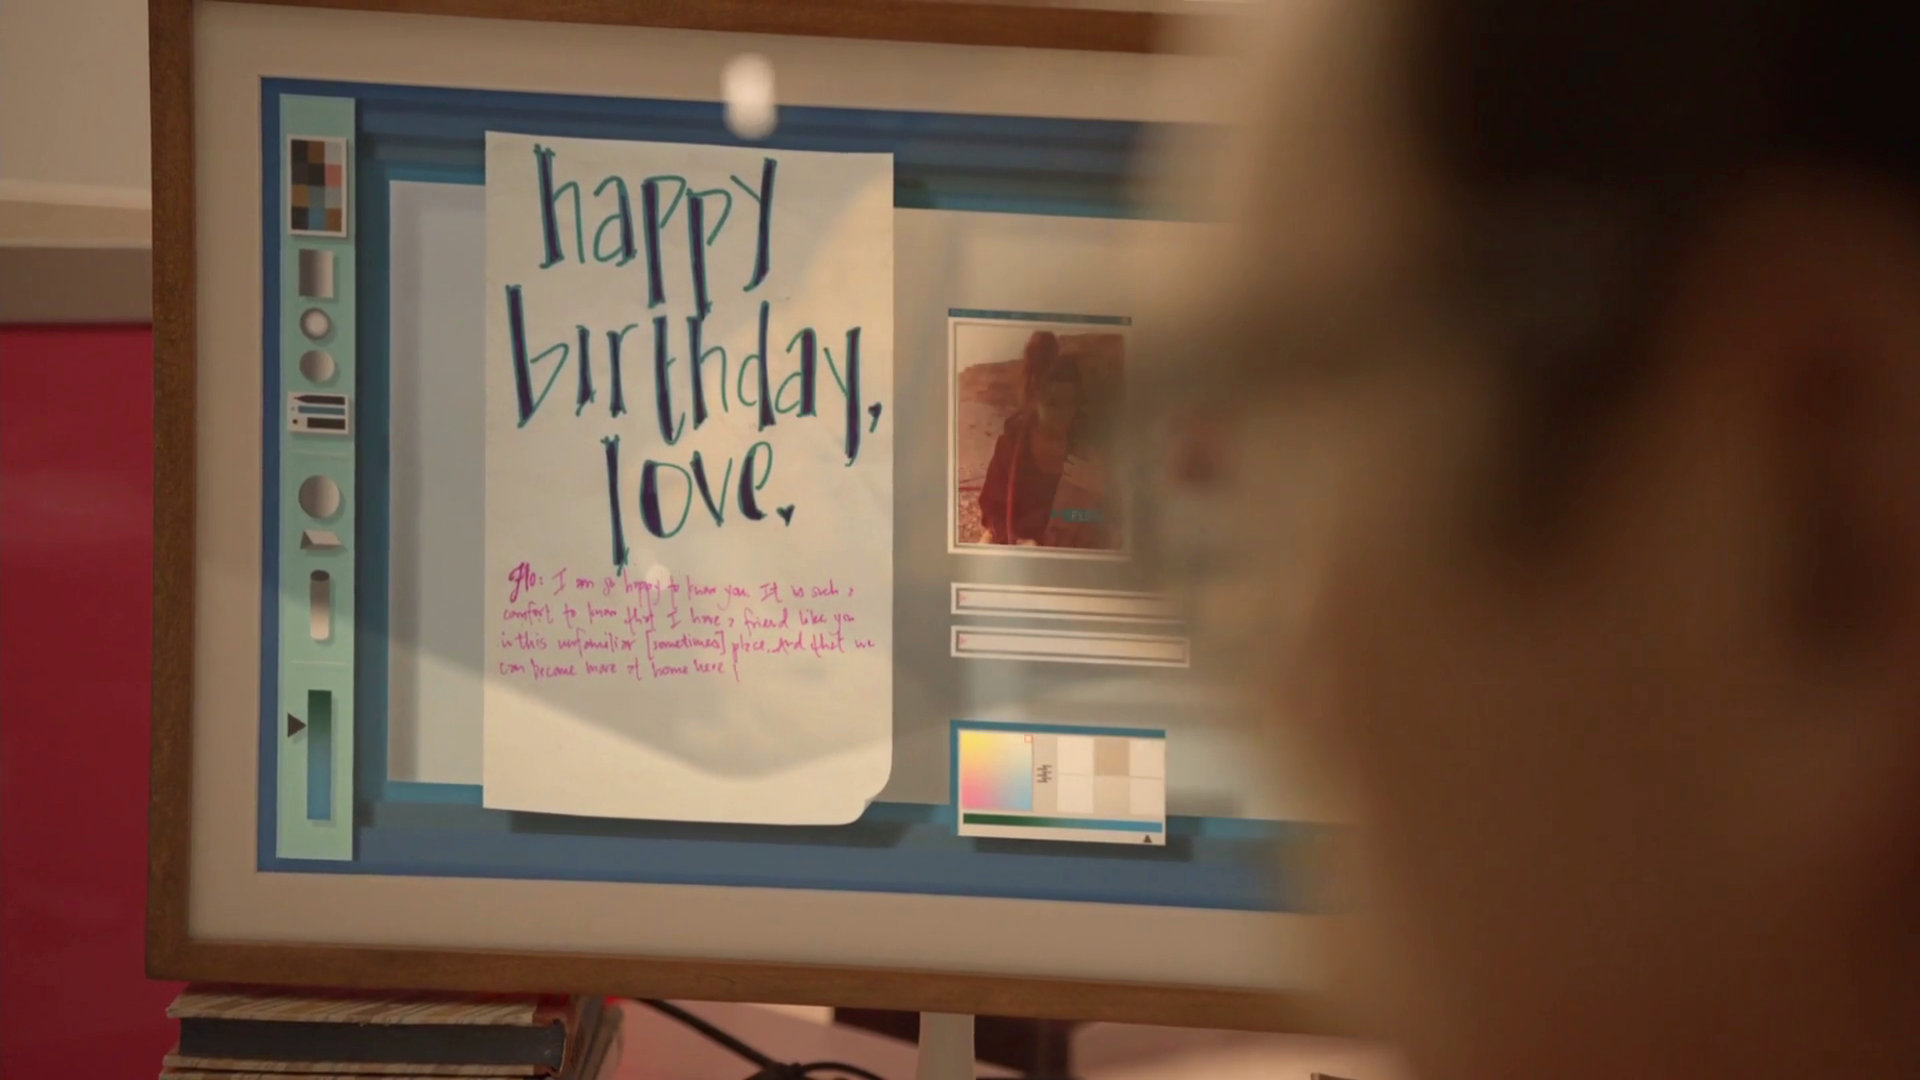 happy
birthday,
love.
Flo: I am so happy to know you. It is such a
comfort to know that I have a friend like you
in this unfamiliar [sometimes] place. And that we
can become more at home here!